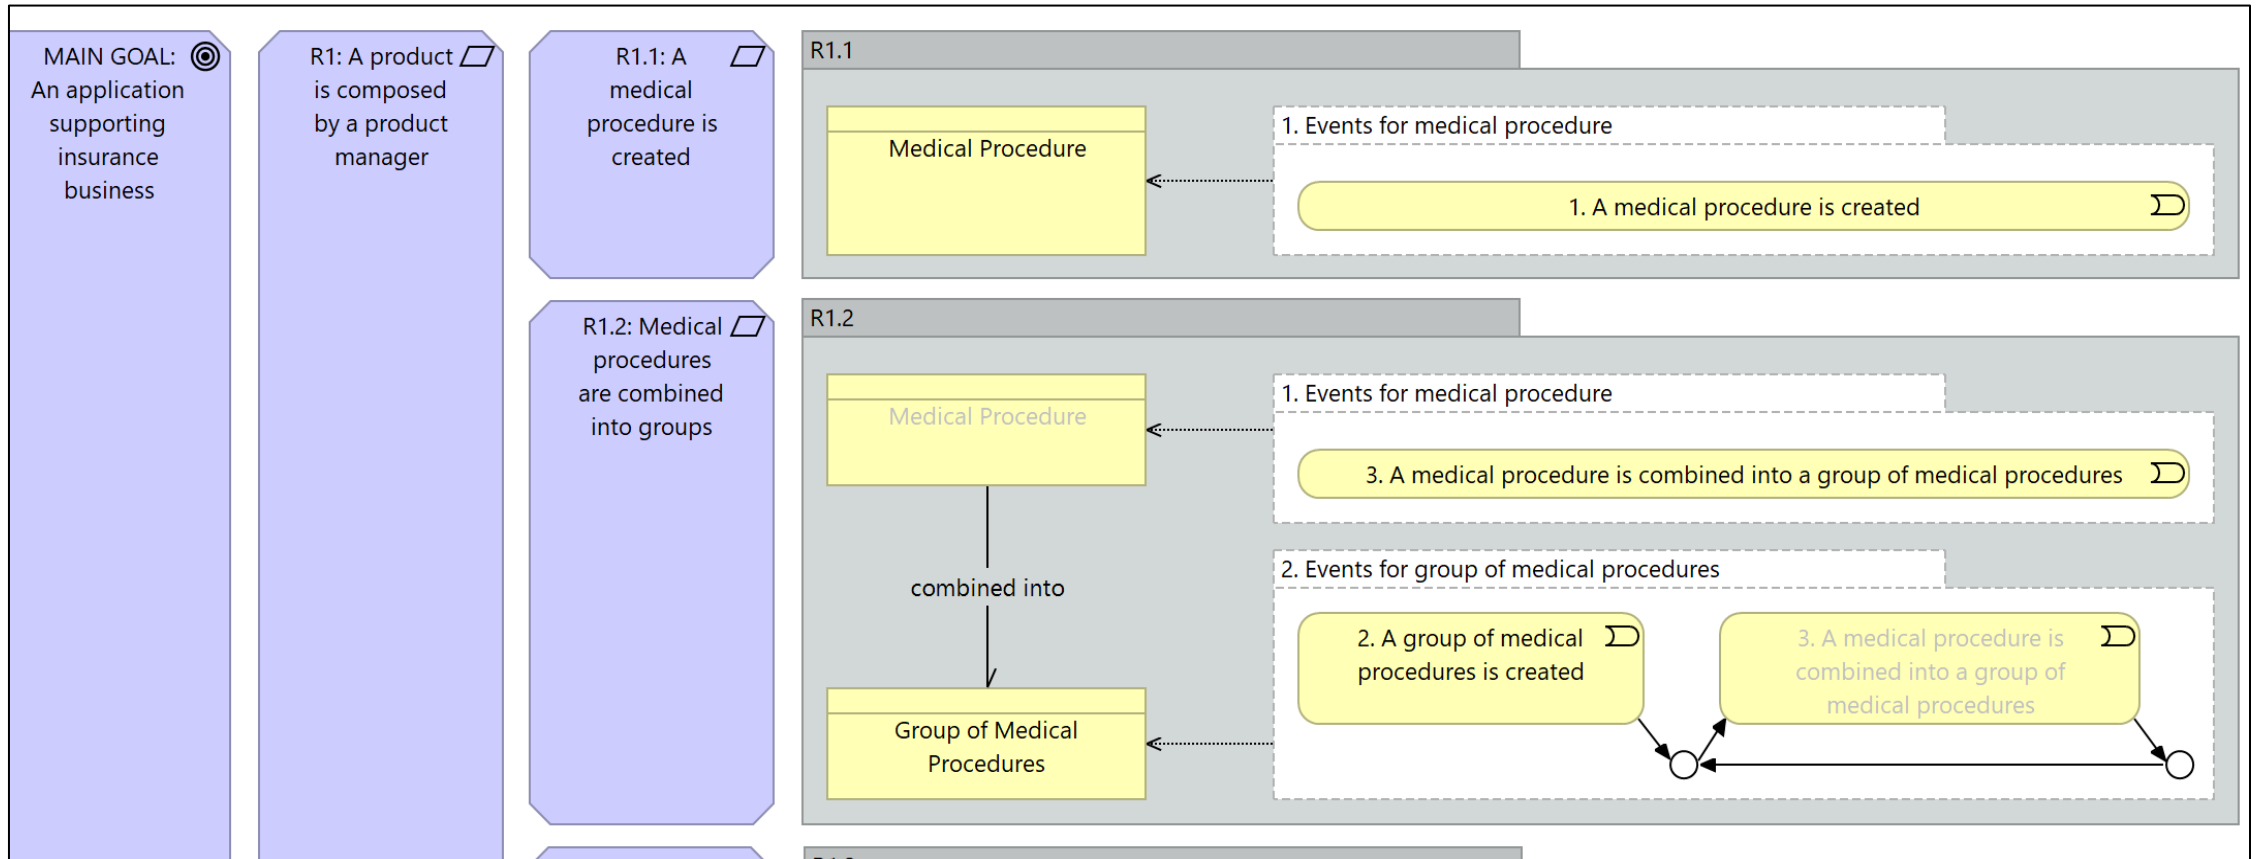 MAIN GOAL:
An application
supporting
insurance
business
R1: A product
is composed
by a product
manager
R1.1: A
medical
procedure is
created
R1.1
Medical Procedure
1. Events for medical procedure
1. A medical procedure is created
R1.2: Medical
procedures
are combined
into groups
R1.2
Medical Procedure
1. Events for medical procedure
3. A medical procedure is combined into a group of medical procedures
combined into
2. Events for group of medical procedures
2. A group of medical
procedures is created
3. A medical procedure is
combined into a group of
medical procedures
Group of Medical
Procedures